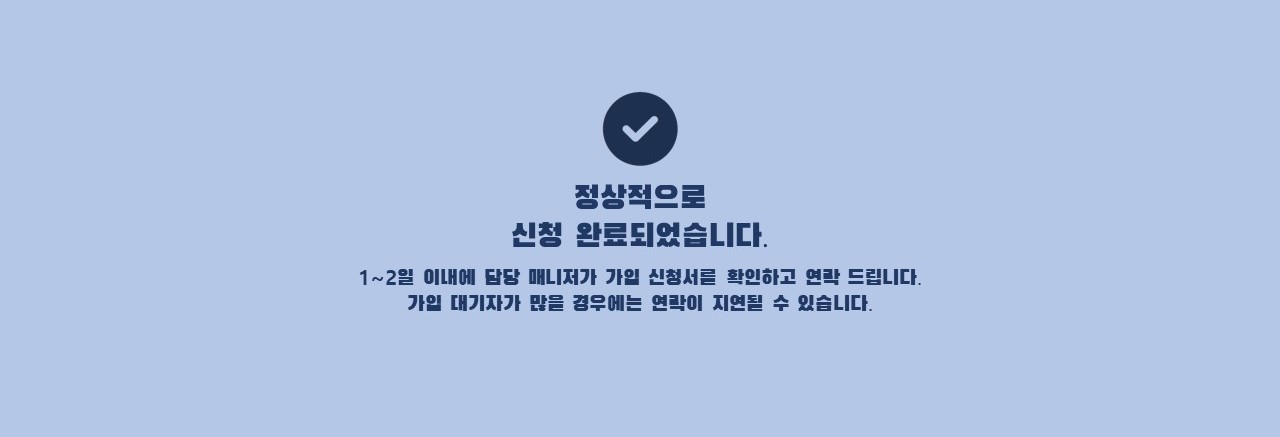 정상적으로
신청 완료되었습니다.
1~2일 이내에 담당 매니저가 가입 신청서를 확인하고 연락 드립니다.
가입 대기자가 많을 경우에는 연락이 지연될 수 있습니다.